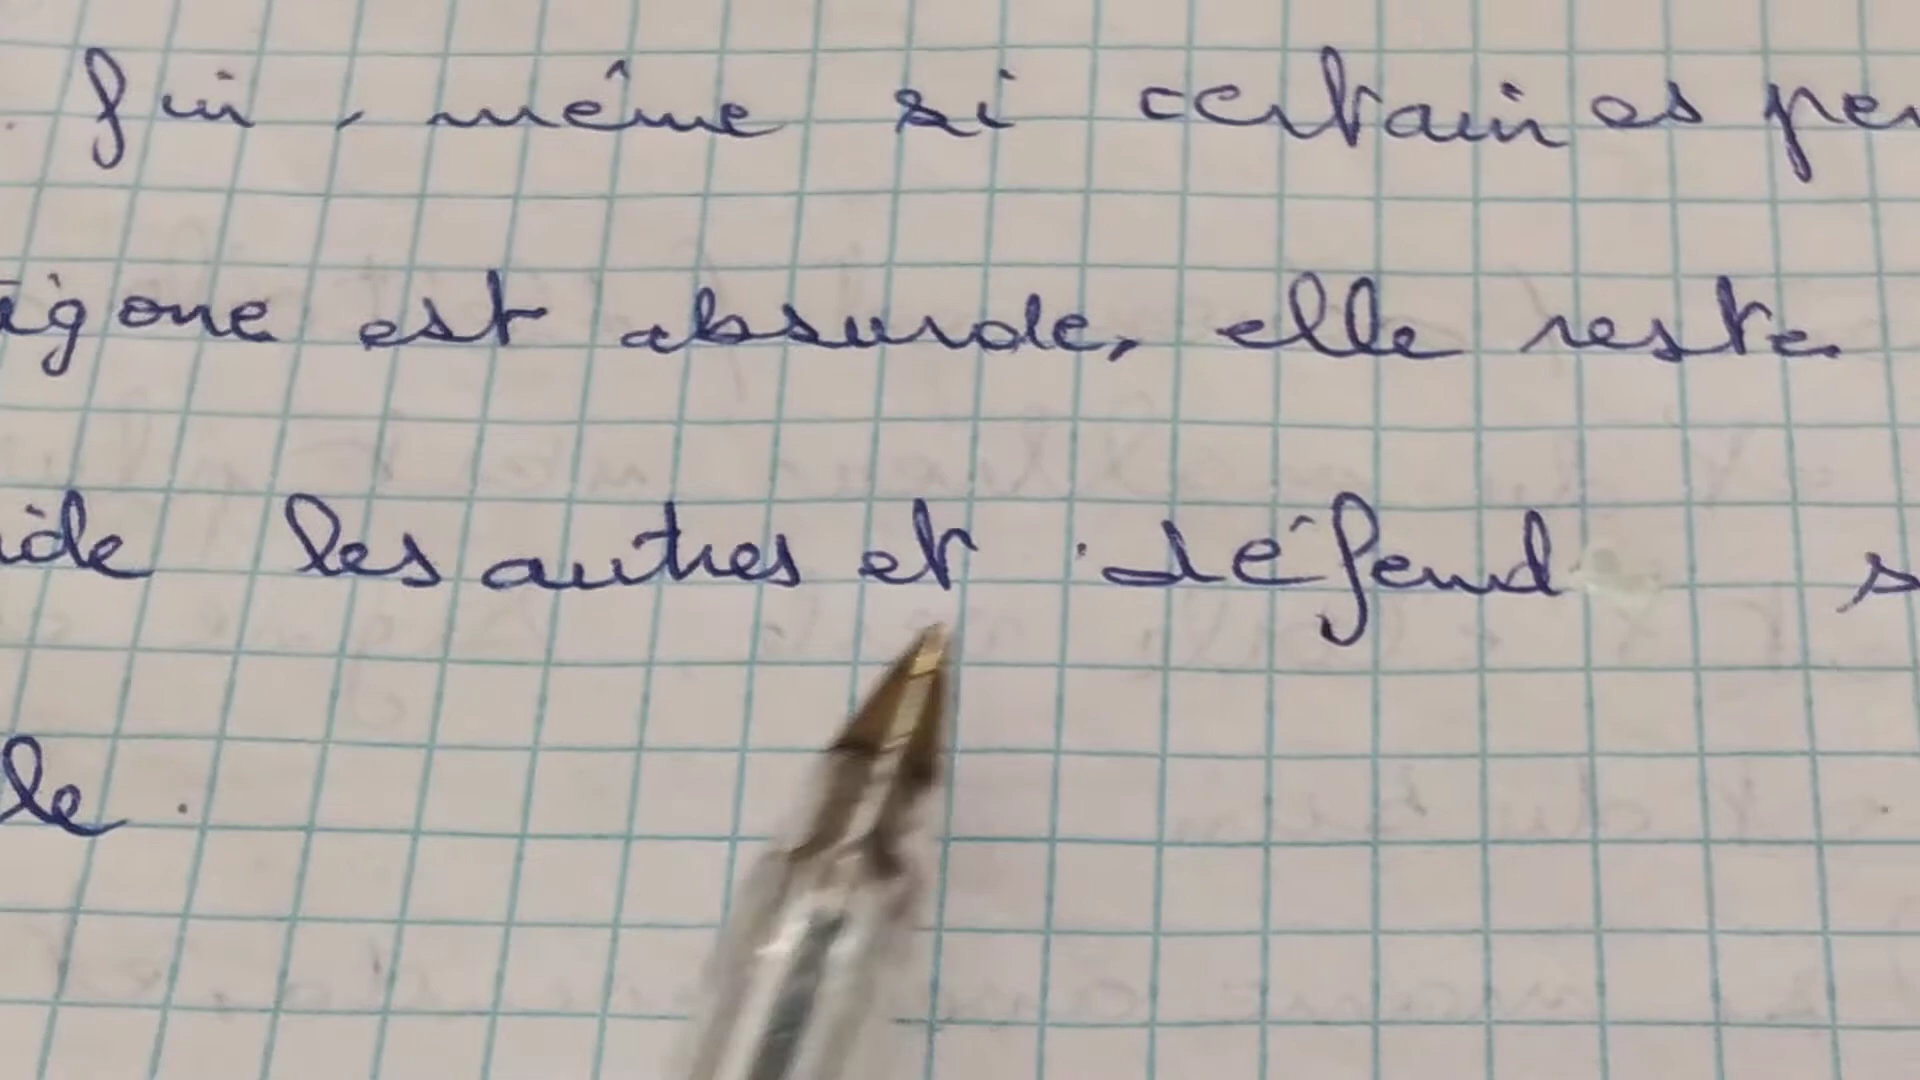 fin, même si certaines per
igone est absurde, elle reste
ide les autres et défend s
le.